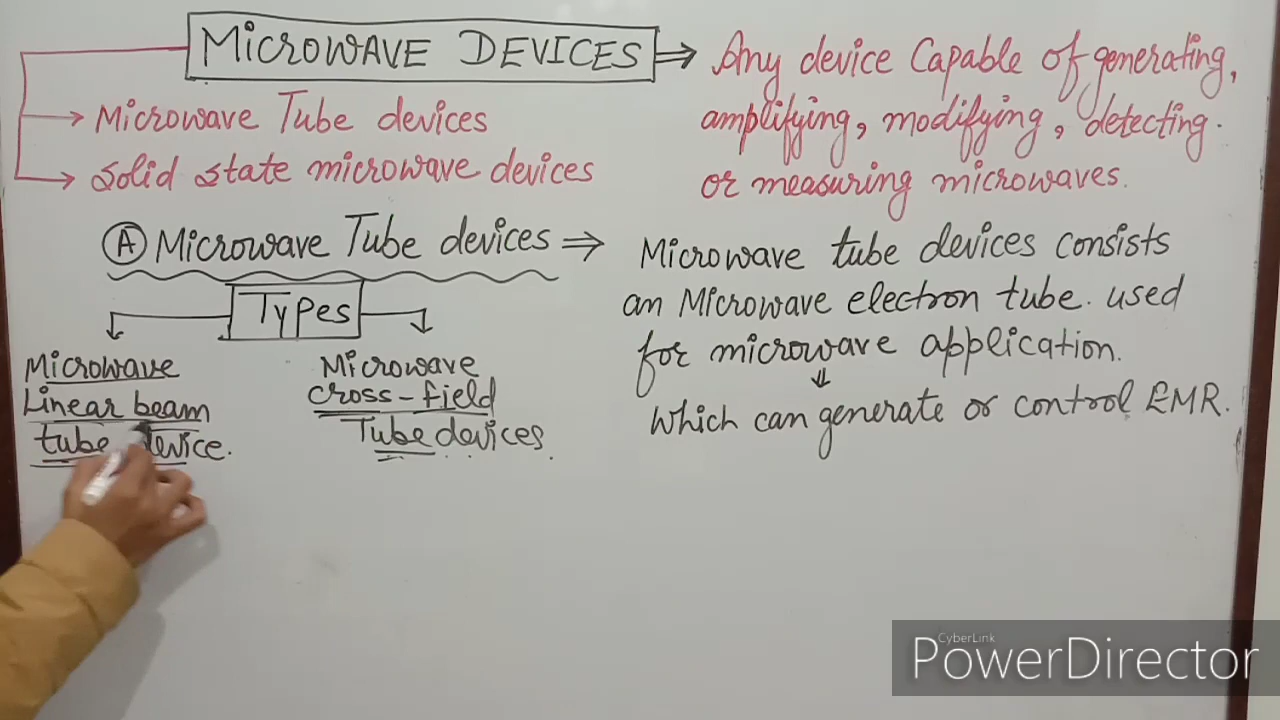 MICROWAVE DEVICES ⇒ Any device Capable of generating,
amplifying, modifying, detecting.
or measuring microwaves.
→ Microwave Tube devices
→ Solid State microwave devices
Ⓐ Microwave Tube devices ⇒ Microwave tube devices consists
an Microwave electron tube. used
for microwave application.
Which can generate or control EMR.
Types
Microwave
Linear beam
tube device.
Microwave
cross-field
Tube devices.
CyberLink
PowerDirector